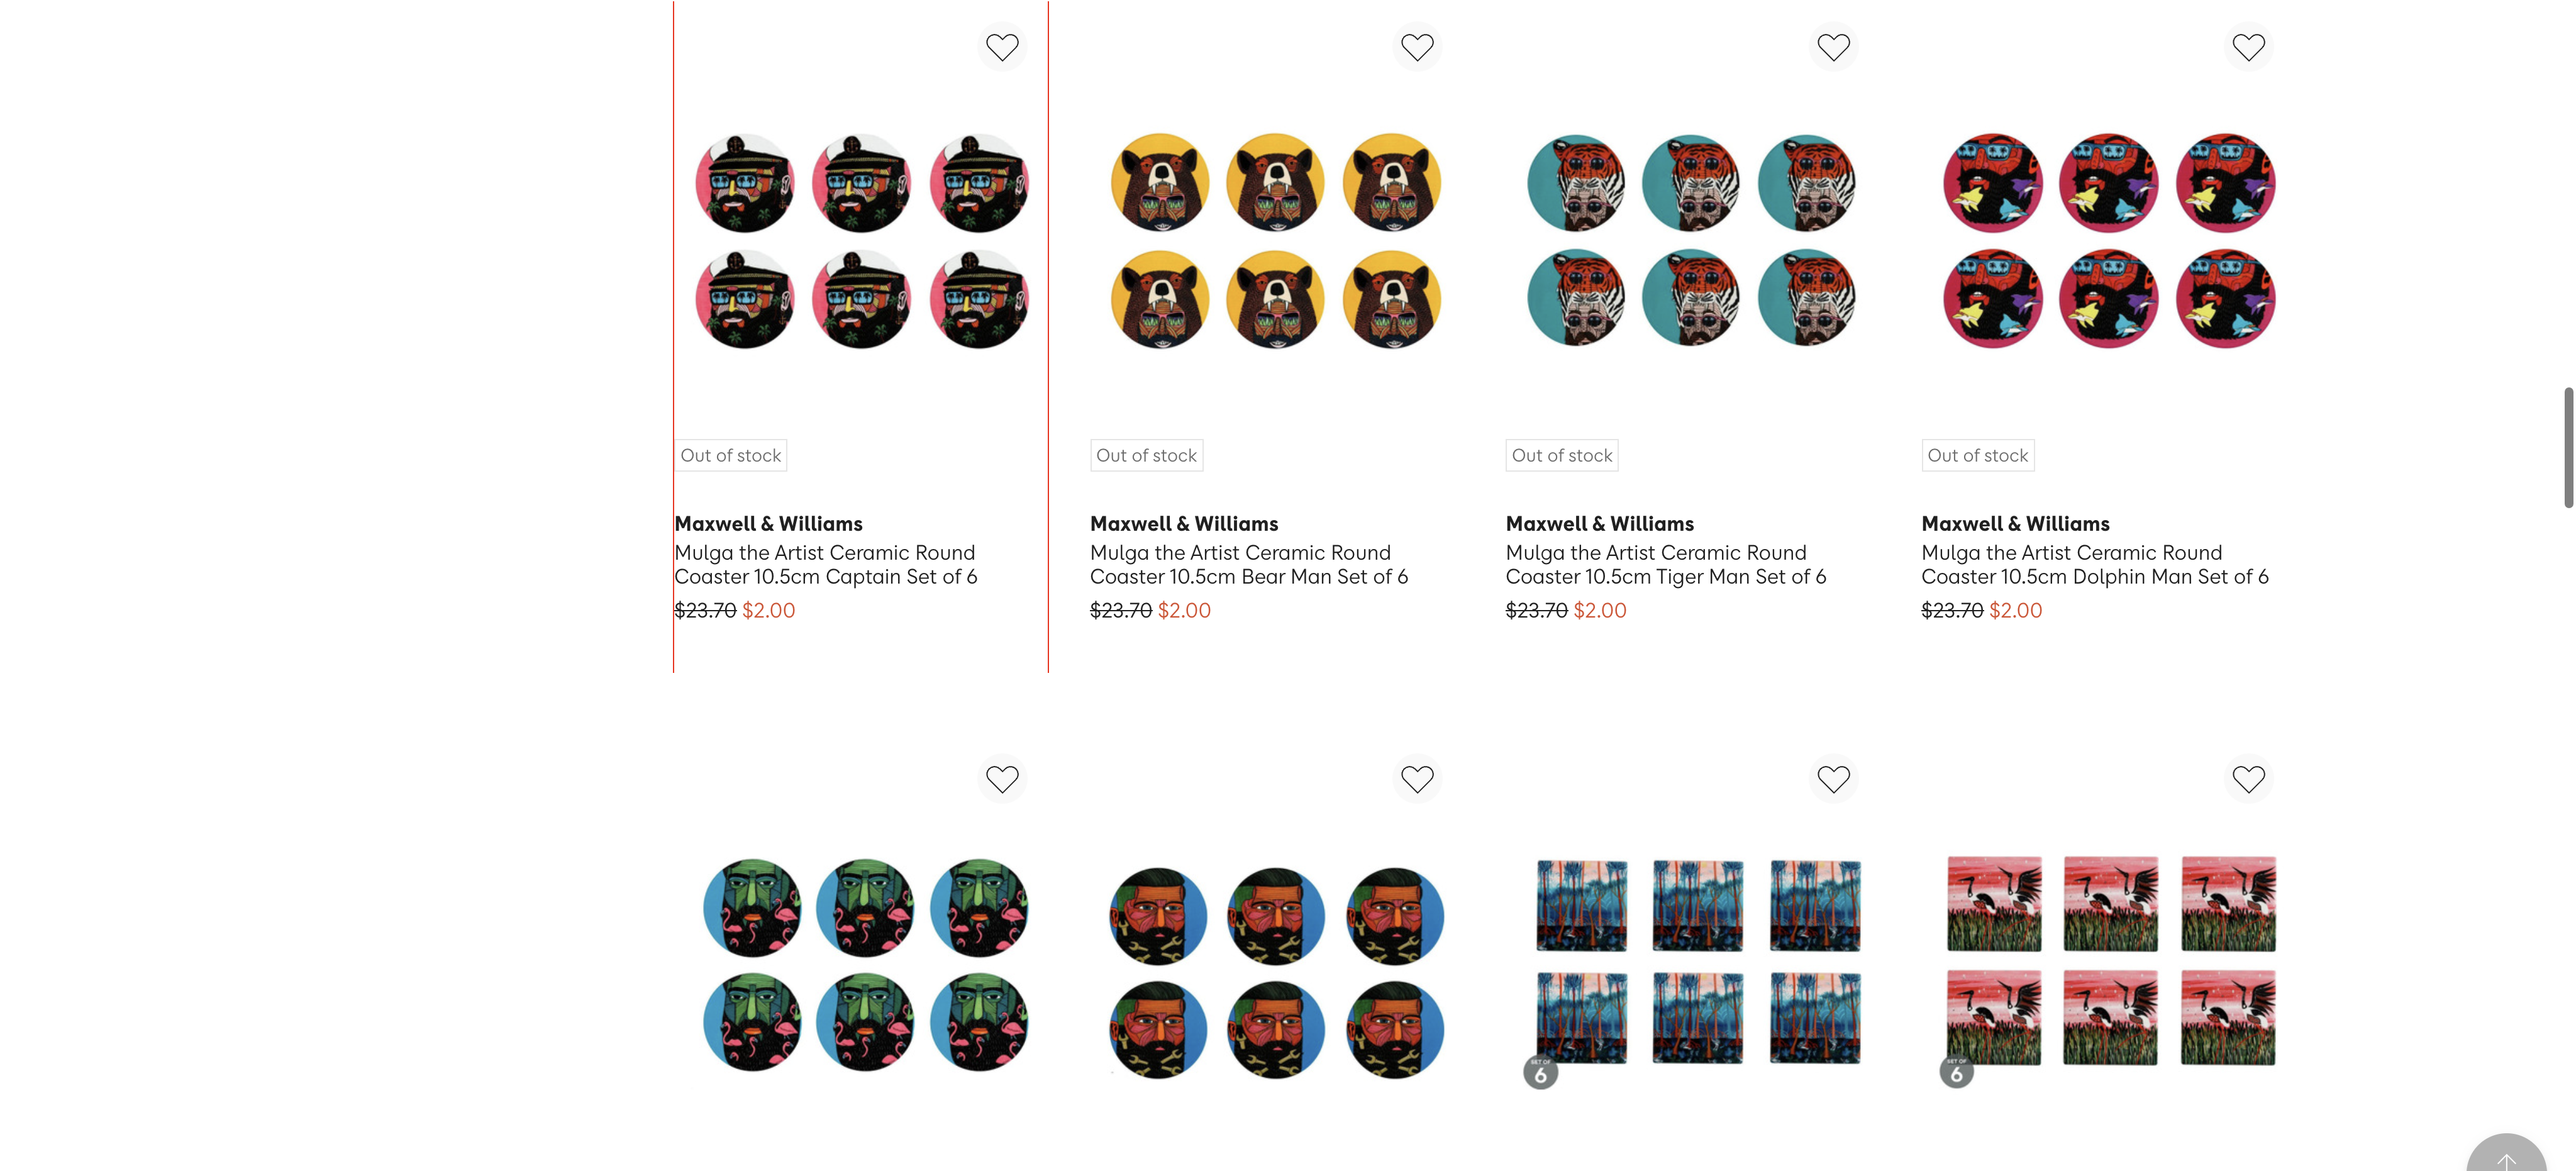 Out of stock
Maxwell & Williams
Mulga the Artist Ceramic Round
Coaster 10.5cm Captain Set of 6
$23.70 $2.00
Out of stock
Maxwell & Williams
Mulga the Artist Ceramic Round
Coaster 10.5cm Bear Man Set of 6
$23.70 $2.00
Out of stock
Maxwell & Williams
Mulga the Artist Ceramic Round
Coaster 10.5cm Tiger Man Set of 6
$23.70 $2.00
Out of stock
Maxwell & Williams
Mulga the Artist Ceramic Round
Coaster 10.5cm Dolphin Man Set of 6
$23.70 $2.00
SET OF
6
SET OF
6